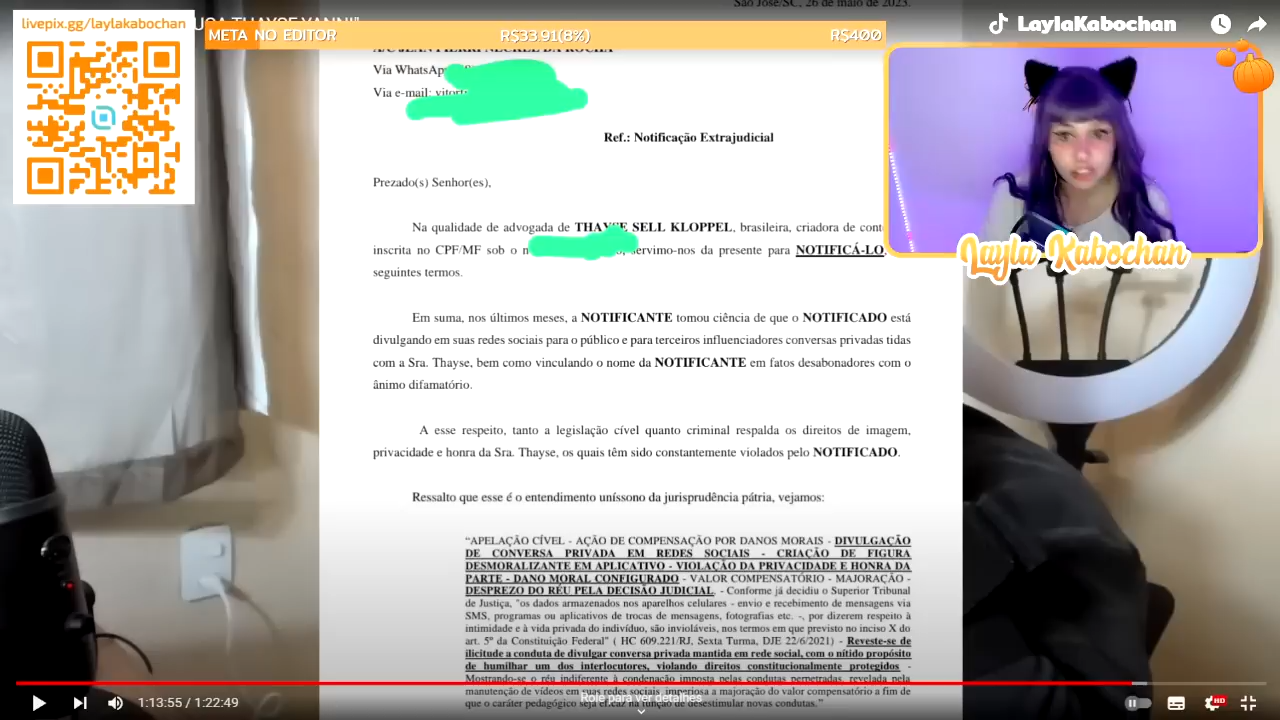 São José/SC, 26 de maio de 2023.
livepix.gg/laylakabochan
THAYSE YANNI"
META NO EDITOR R$33.91(8%) R$400
LaylaKabochan
A/C JEAN PIERRI NECKEL DA ROCHA
Via WhatsApp
Via e-mail:
Ref.: Notificação Extrajudicial
Prezado(s) Senhor(es),
Na qualidade de advogada de THAYSE SELL KLOPPEL, brasileira, criadora de
inscrita no CPF/MF sob o servimo-nos da presente para NOTIFICÁ-LO
seguintes termos.
Layla Kabochan
Em suma, nos últimos meses, a NOTIFICANTE tomou ciência de que o NOTIFICADO está
divulgando em suas redes sociais para o público e para terceiros influenciadores conversas privadas tidas
com a Sra. Thayse, bem como vinculando o nome da NOTIFICANTE em fatos desabonadores com o
ânimo difamatório.
A esse respeito, tanto a legislação cível quanto criminal respalda os direitos de imagem,
privacidade e honra da Sra. Thayse, os quais têm sido constantemente violados pelo NOTIFICADO.
Ressalto que esse é o entendimento uníssono da jurisprudência pátria, vejamos:
"APELAÇÃO CÍVEL - AÇÃO DE COMPENSAÇÃO POR DANOS MORAIS - DIVULGAÇÃO
DE CONVERSA PRIVADA EM REDES SOCIAIS - CRIAÇÃO DE FIGURA
DESMORALIZANTE EM APLICATIVO - VIOLAÇÃO DA PRIVACIDADE E HONRA DA
PARTE - DANO MORAL CONFIGURADO - VALOR COMPENSATÓRIO - MAJORAÇÃO -
DESPREZO DO RÉU PELA DECISÃO JUDICIAL. - Conforme já decidiu o Superior Tribunal
de Justiça, "os dados armazenados nos aparelhos celulares - envio e recebimento de mensagens via
SMS, programas ou aplicativos de trocas de mensagens, fotografias etc. -, por dizerem respeito à
intimidade e à vida privada do indivíduo, são invioláveis, nos termos em que previsto no inciso X do
art. 5º da Constituição Federal" ( HC 609.221/RJ, Sexta Turma, DJE 22/6/2021) - Reveste-se de
ilicitude a conduta de divulgar conversa privada mantida em rede social, com o nítido propósito
de humilhar um dos interlocutores, violando direitos constitucionalmente protegidos -
Mostrando-se o réu indiferente à condenação imposta pelas condutas perpetradas, revelada pela
manutenção de vídeos em suas redes sociais, imperiosa a majoração do valor compensatório a fim de
que o caráter pedagógico seja eficaz na função de desestimular novas condutas."
Role para ver detalhes
1:13:55 / 1:22:49
HD